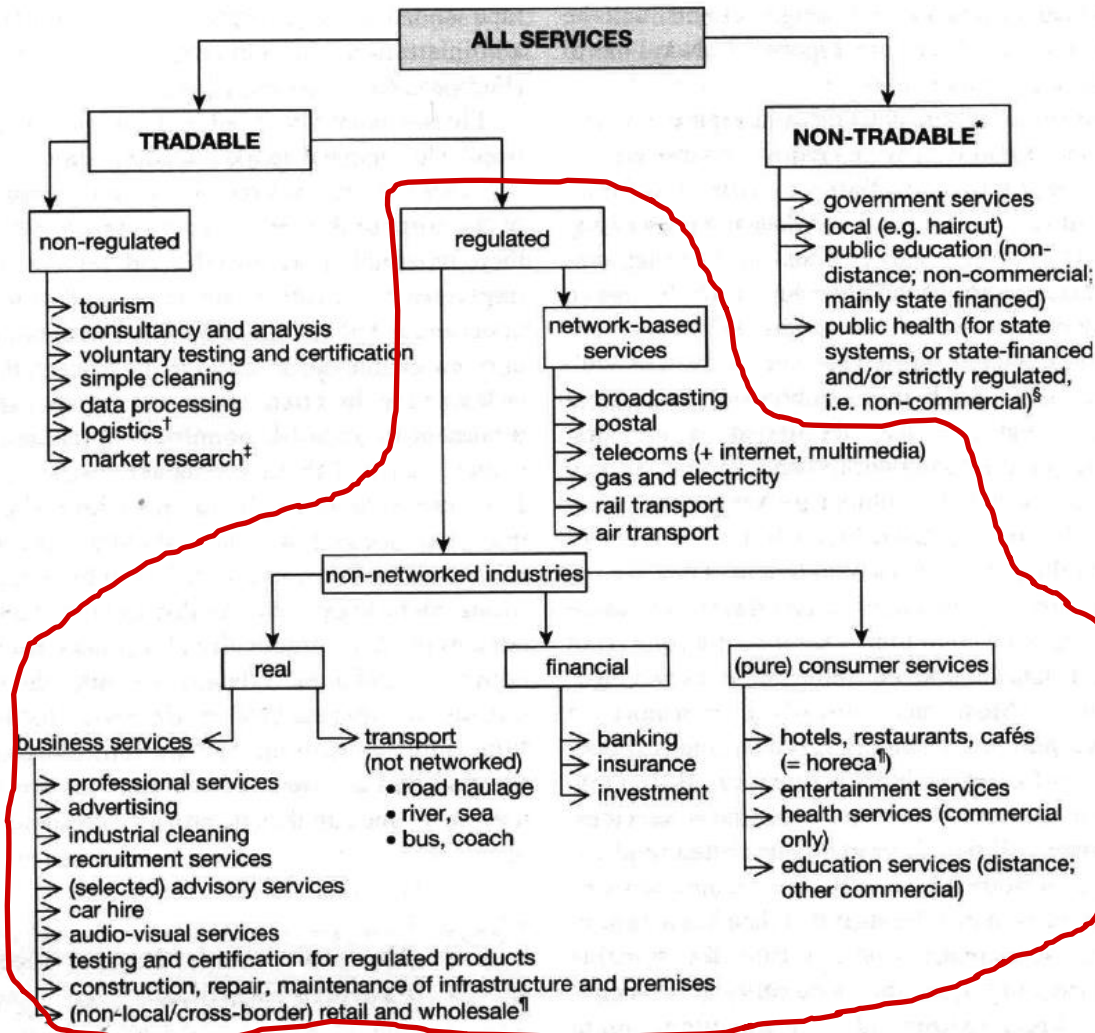 ALL SERVICES
TRADABLE
NON-TRADABLE*
non-regulated
tourism
consultancy and analysis
voluntary testing and certification
simple cleaning
data processing
logistics†
market research‡
regulated
network-based
services
broadcasting
postal
telecoms (+ internet, multimedia)
gas and electricity
rail transport
air transport
government services
local (e.g. haircut)
public education (non-
distance; non-commercial;
mainly state financed)
public health (for state
systems, or state-financed
and/or strictly regulated,
i.e. non-commercial)§
non-networked industries
real
financial
(pure) consumer services
business services
professional services
advertising
industrial cleaning
recruitment services
(selected) advisory services
car hire
audio-visual services
testing and certification for regulated products
construction, repair, maintenance of infrastructure and premises
(non-local/cross-border) retail and wholesale¶
transport
(not networked)
• road haulage
• river, sea
• bus, coach
banking
insurance
investment
hotels, restaurants, cafés
(= horeca¶)
entertainment services
health services (commercial
only)
education services (distance;
other commercial)